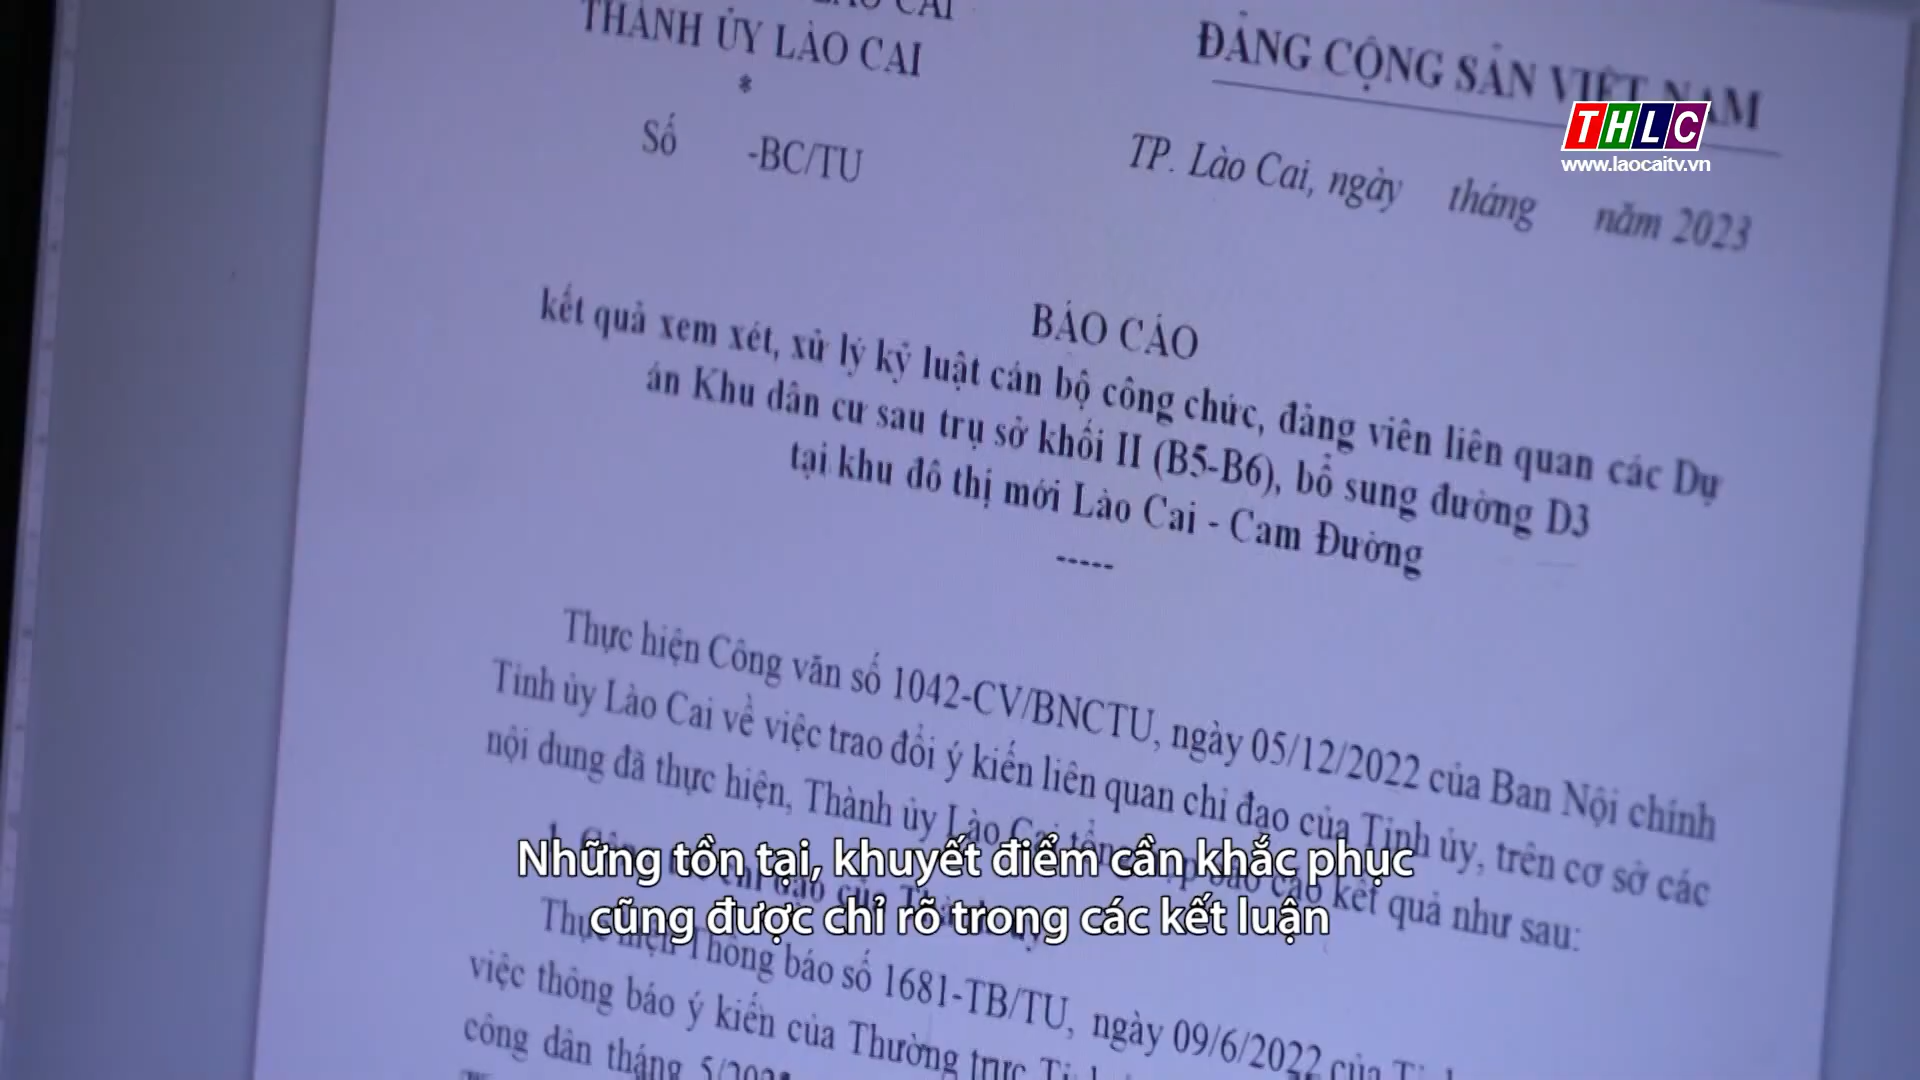 LÀO CAI
THÀNH ỦY LÀO CAI
*
Số -BC/TU
ĐẢNG CỘNG SẢN VIỆT NAM
THLC
www.laocaitv.vn
TP. Lào Cai, ngày tháng năm 2023
BÁO CÁO
kết quả xem xét, xử lý kỷ luật cán bộ công chức, đảng viên liên quan các Dự
án Khu dân cư sau trụ sở khối II (B5-B6), bổ sung đường D3
tại khu đô thị mới Lào Cai - Cam Đường
-----
Thực hiện Công văn số 1042-CV/BNCTU, ngày 05/12/2022 của Ban Nội chính
Tỉnh ủy Lào Cai về việc trao đổi ý kiến liên quan chỉ đạo của Tỉnh ủy, trên cơ sở các
nội dung đã thực hiện, Thành ủy Lào Cai báo cáo kết quả như sau:
Những tồn tại, khuyết điểm cần khắc phục
cũng được chỉ rõ trong các kết luận
Thực hiện Thông báo số 1681-TB/TU, ngày 09/6/2022 của
việc thông báo ý kiến của Thường trực
công dân tháng